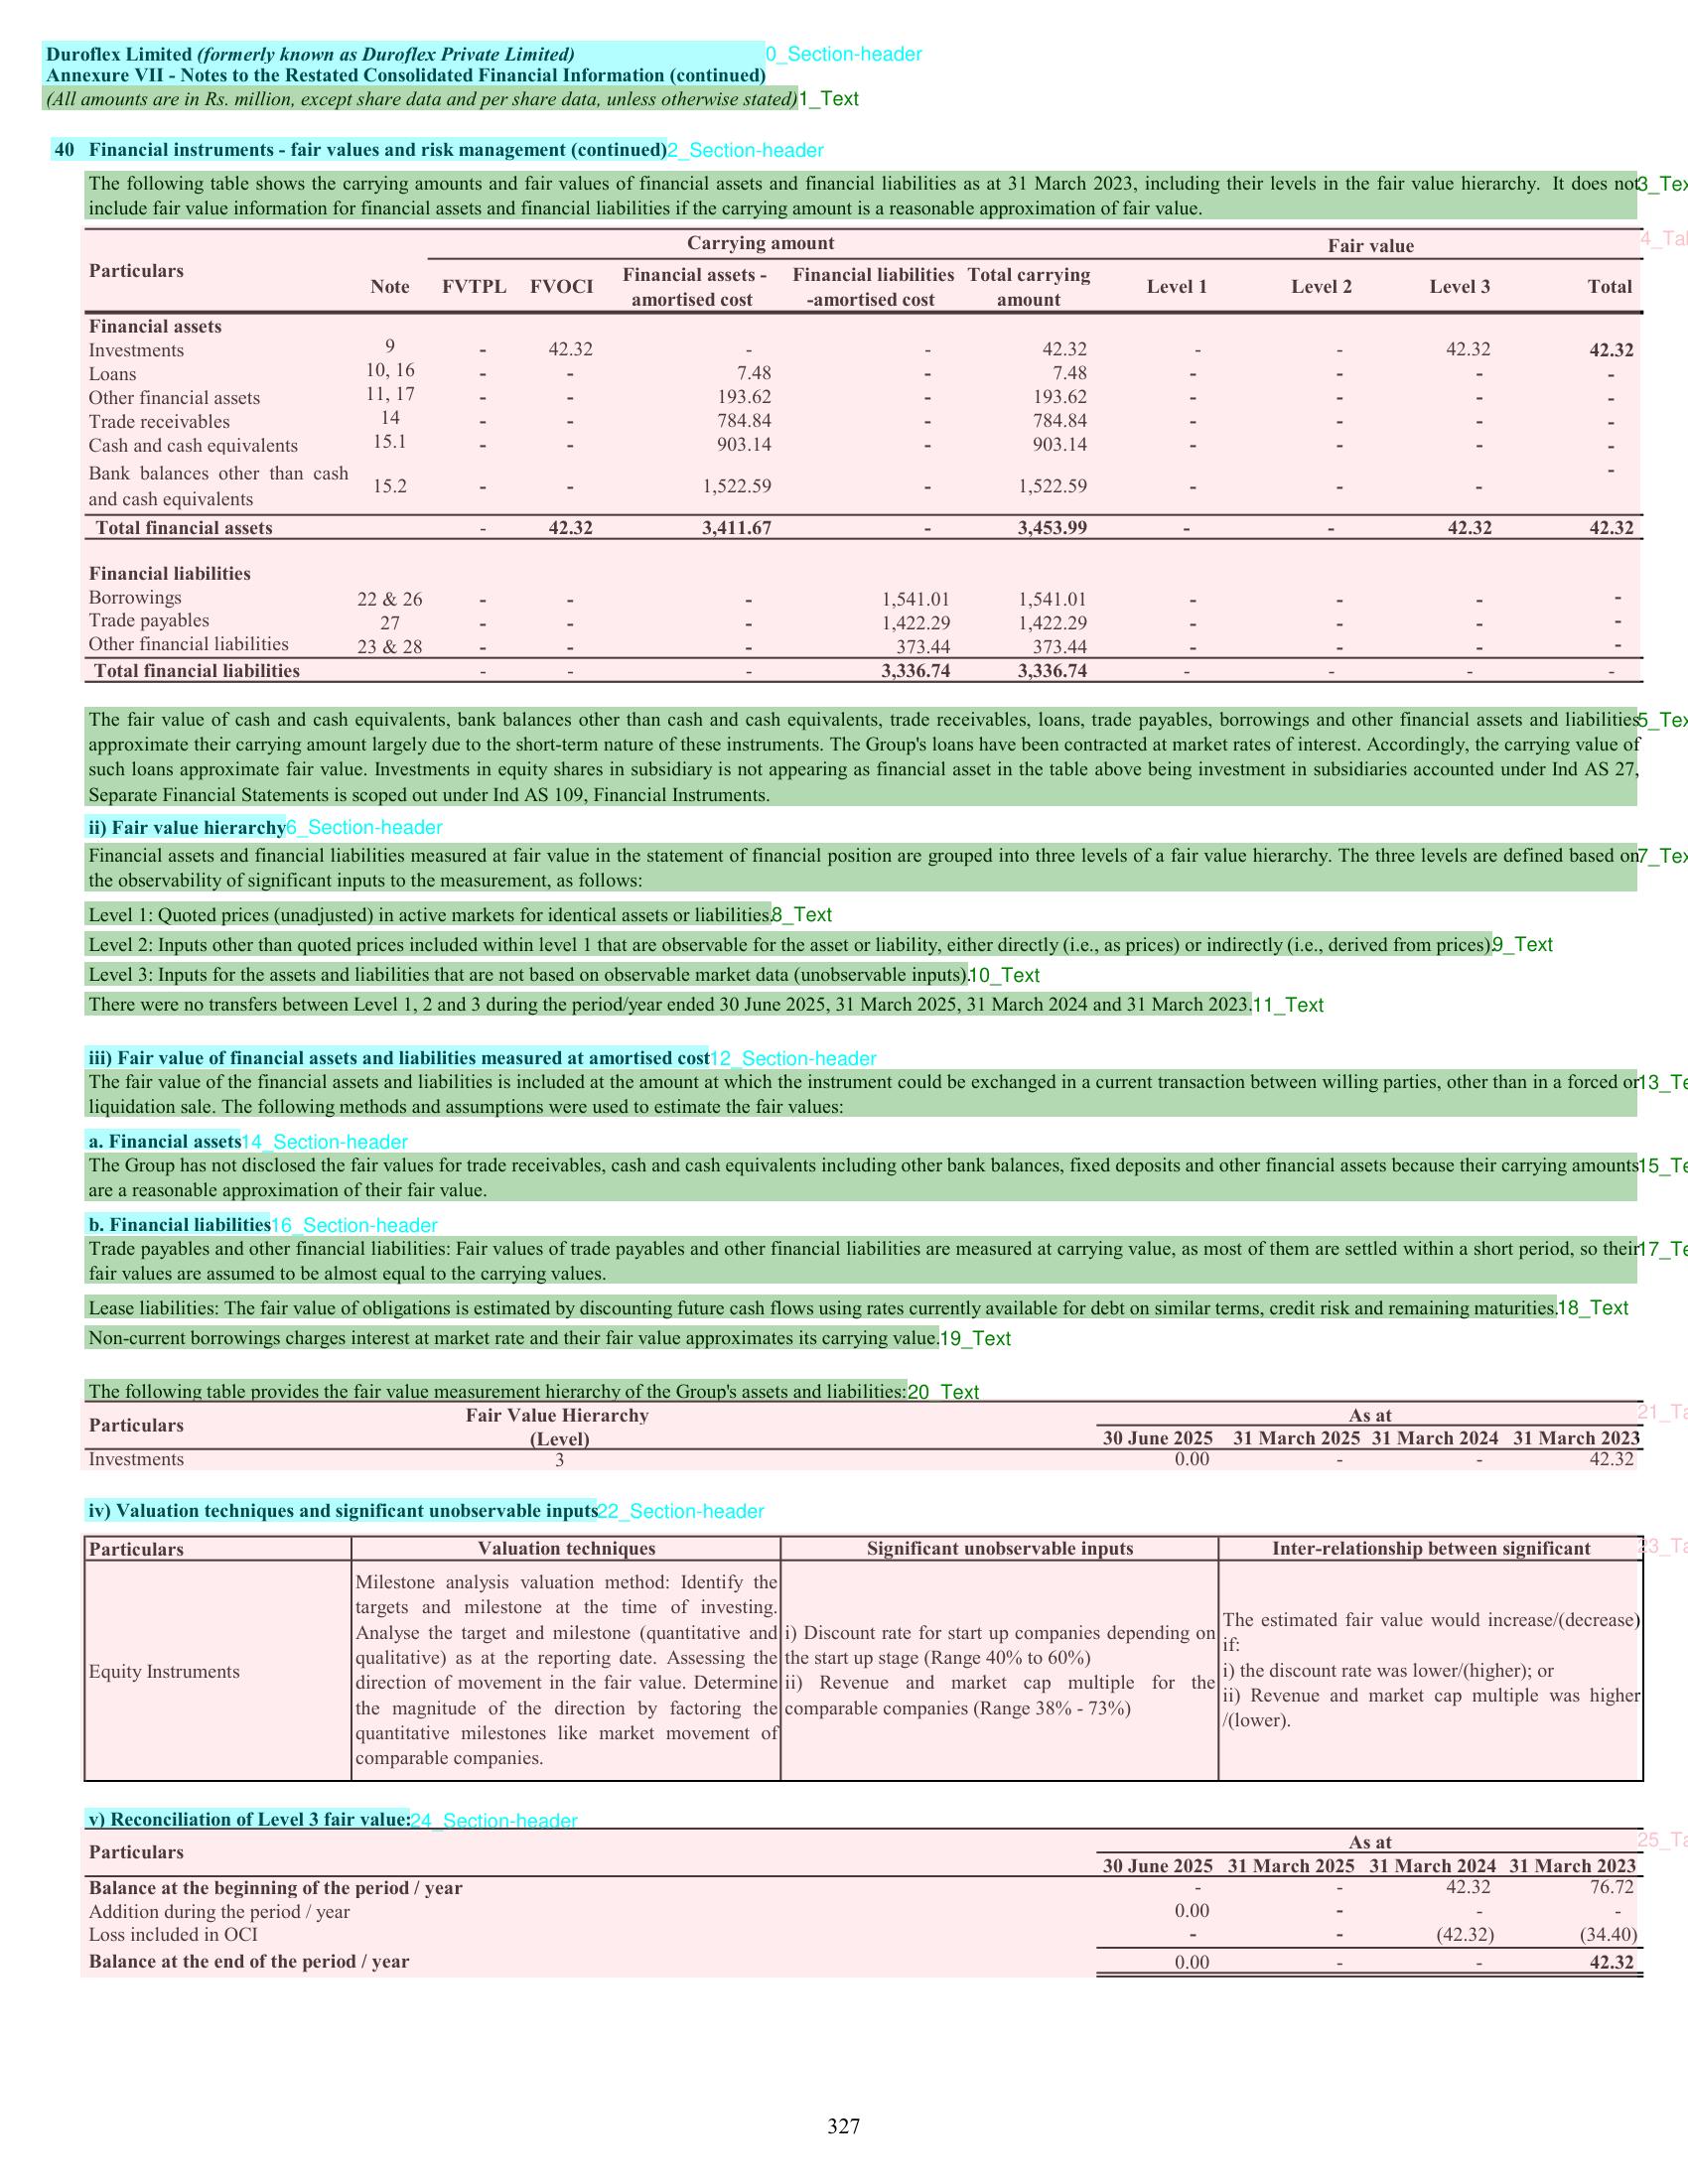 Duroflex Limited (formerly known as Duroflex Private Limited) 0_Section-header
Annexure VII - Notes to the Restated Consolidated Financial Information (continued)
(All amounts are in Rs. million, except share data and per share data, unless otherwise stated) 1_Text
40 Financial instruments - fair values and risk management (continued) 2_Section-header
The following table shows the carrying amounts and fair values of financial assets and financial liabilities as at 31 March 2023, including their levels in the fair value hierarchy. It does not 3_Tex
include fair value information for financial assets and financial liabilities if the carrying amount is a reasonable approximation of fair value.
Carrying amount Fair value 4_Tal
Particulars Note FVTPL FVOCI Financial assets - Financial liabilities Total carrying Level 1 Level 2 Level 3 Total
amortised cost -amortised cost amount
Financial assets
Investments 9 - 42.32 - - 42.32 - - 42.32 42.32
Loans 10, 16 - - 7.48 - 7.48 - - - -
Other financial assets 11, 17 - - 193.62 - 193.62 - - - -
Trade receivables 14 - - 784.84 - 784.84 - - - -
Cash and cash equivalents 15.1 - - 903.14 - 903.14 - - - -
Bank balances other than cash
and cash equivalents 15.2 - - 1,522.59 - 1,522.59 - - - -
Total financial assets - 42.32 3,411.67 - 3,453.99 - - 42.32 42.32
Financial liabilities
Borrowings 22 & 26 - - - 1,541.01 1,541.01 - - - -
Trade payables 27 - - - 1,422.29 1,422.29 - - - -
Other financial liabilities 23 & 28 - - - 373.44 373.44 - - - -
Total financial liabilities - - - 3,336.74 3,336.74 - - - -
The fair value of cash and cash equivalents, bank balances other than cash and cash equivalents, trade receivables, loans, trade payables, borrowings and other financial assets and liabilities 5_Tex
approximate their carrying amount largely due to the short-term nature of these instruments. The Group's loans have been contracted at market rates of interest. Accordingly, the carrying value of
such loans approximate fair value. Investments in equity shares in subsidiary is not appearing as financial asset in the table above being investment in subsidiaries accounted under Ind AS 27,
Separate Financial Statements is scoped out under Ind AS 109, Financial Instruments.
ii) Fair value hierarchy 6_Section-header
Financial assets and financial liabilities measured at fair value in the statement of financial position are grouped into three levels of a fair value hierarchy. The three levels are defined based on 7_Tex
the observability of significant inputs to the measurement, as follows:
Level 1: Quoted prices (unadjusted) in active markets for identical assets or liabilities. 8_Text
Level 2: Inputs other than quoted prices included within level 1 that are observable for the asset or liability, either directly (i.e., as prices) or indirectly (i.e., derived from prices). 9_Text
Level 3: Inputs for the assets and liabilities that are not based on observable market data (unobservable inputs). 10_Text
There were no transfers between Level 1, 2 and 3 during the period/year ended 30 June 2025, 31 March 2025, 31 March 2024 and 31 March 2023. 11_Text
iii) Fair value of financial assets and liabilities measured at amortised cost 12_Section-header
The fair value of the financial assets and liabilities is included at the amount at which the instrument could be exchanged in a current transaction between willing parties, other than in a forced or 13_Te
liquidation sale. The following methods and assumptions were used to estimate the fair values:
a. Financial assets 14_Section-header
The Group has not disclosed the fair values for trade receivables, cash and cash equivalents including other bank balances, fixed deposits and other financial assets because their carrying amounts 15_Te
are a reasonable approximation of their fair value.
b. Financial liabilities 16_Section-header
Trade payables and other financial liabilities: Fair values of trade payables and other financial liabilities are measured at carrying value, as most of them are settled within a short period, so their 17_Te
fair values are assumed to be almost equal to the carrying values.
Lease liabilities: The fair value of obligations is estimated by discounting future cash flows using rates currently available for debt on similar terms, credit risk and remaining maturities. 18_Text
Non-current borrowings charges interest at market rate and their fair value approximates its carrying value. 19_Text
The following table provides the fair value measurement hierarchy of the Group's assets and liabilities: 20_Text
Particulars Fair Value Hierarchy As at 21_Ta
(Level) 30 June 2025 31 March 2025 31 March 2024 31 March 2023
Investments 3 0.00 - - 42.32
iv) Valuation techniques and significant unobservable inputs 22_Section-header
Particulars Valuation techniques Significant unobservable inputs Inter-relationship between significant 23_Ta
Equity Instruments
Milestone analysis valuation method: Identify the
targets and milestone at the time of investing.
Analyse the target and milestone (quantitative and
qualitative) as at the reporting date. Assessing the
direction of movement in the fair value. Determine
the magnitude of the direction by factoring the
quantitative milestones like market movement of
comparable companies.
i) Discount rate for start up companies depending on
the start up stage (Range 40% to 60%)
ii) Revenue and market cap multiple for the
comparable companies (Range 38% - 73%)
The estimated fair value would increase/(decrease)
if:
i) the discount rate was lower/(higher); or
ii) Revenue and market cap multiple was higher
/(lower).
v) Reconciliation of Level 3 fair value: 24_Section-header
Particulars As at 25_Ta
30 June 2025 31 March 2025 31 March 2024 31 March 2023
Balance at the beginning of the period / year - - 42.32 76.72
Addition during the period / year 0.00 - - -
Loss included in OCI - - (42.32) (34.40)
Balance at the end of the period / year 0.00 - - 42.32
327